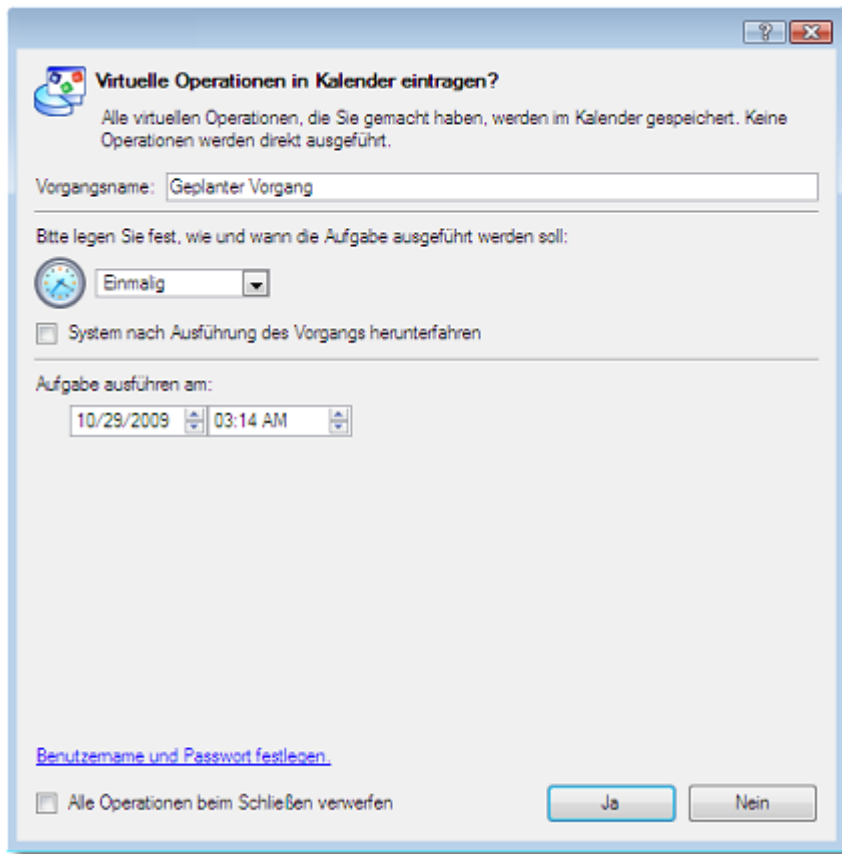 Virtuelle Operationen in Kalender eintragen?
Alle virtuellen Operationen, die Sie gemacht haben, werden im Kalender gespeichert. Keine
Operationen werden direkt ausgeführt.
Vorgangsname: Geplanter Vorgang
Bitte legen Sie fest, wie und wann die Aufgabe ausgeführt werden soll:
Einmalig
System nach Ausführung des Vorgangs herunterfahren
Aufgabe ausführen am:
10/29/2009 03:14 AM
Benutzername und Passwort festlegen.
Alle Operationen beim Schließen verwerfen Ja Nein